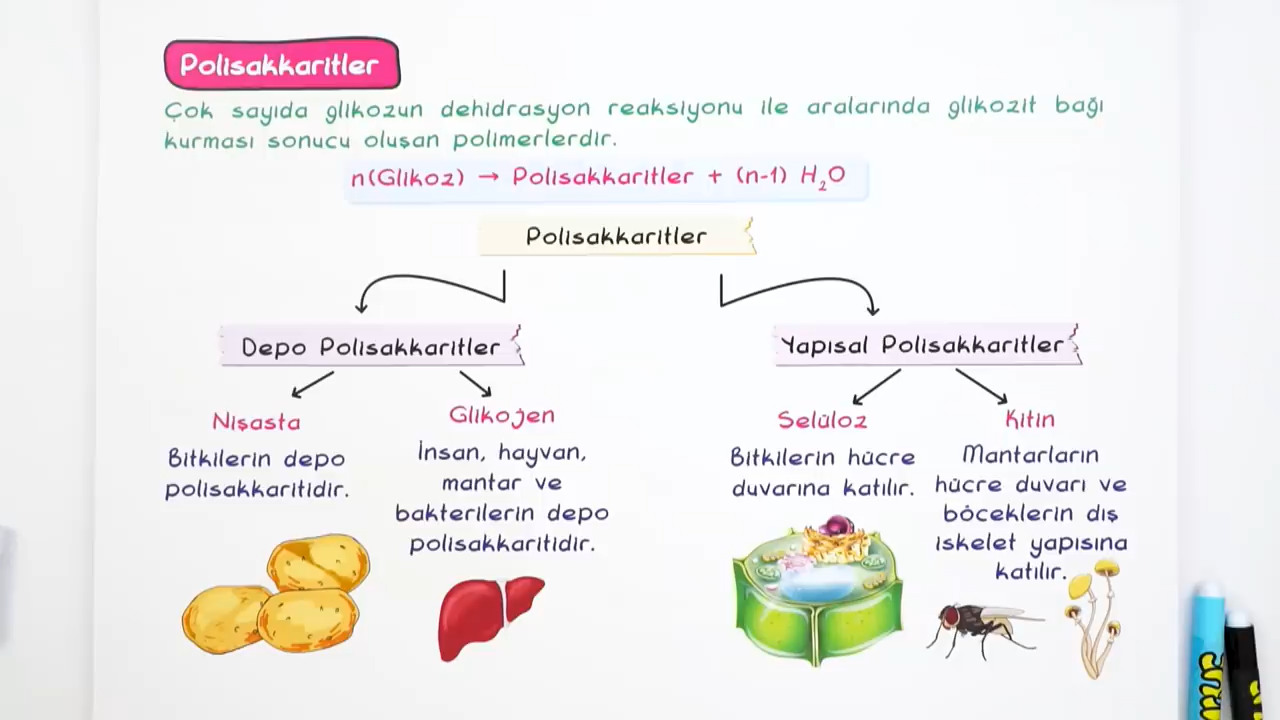 Polisakkaritler
Çok sayıda glikozun dehidrasyon reaksiyonu ile aralarında glikozit bağı
kurması sonucu oluşan polimerlerdir.
n(Glikoz) → Polisakkaritler + (n-1) H₂O
Polisakkaritler
Depo Polisakkaritler
Yapısal Polisakkaritler
Nişasta
Bitkilerin depo
polisakkaritidir.
Glikojen
İnsan, hayvan,
mantar ve
bakterilerin depo
polisakkaritidir.
Selüloz
Bitkilerin hücre
duvarına katılır.
Kitin
Mantarların
hücre duvarı ve
böceklerin dış
iskelet yapısına
katılır.